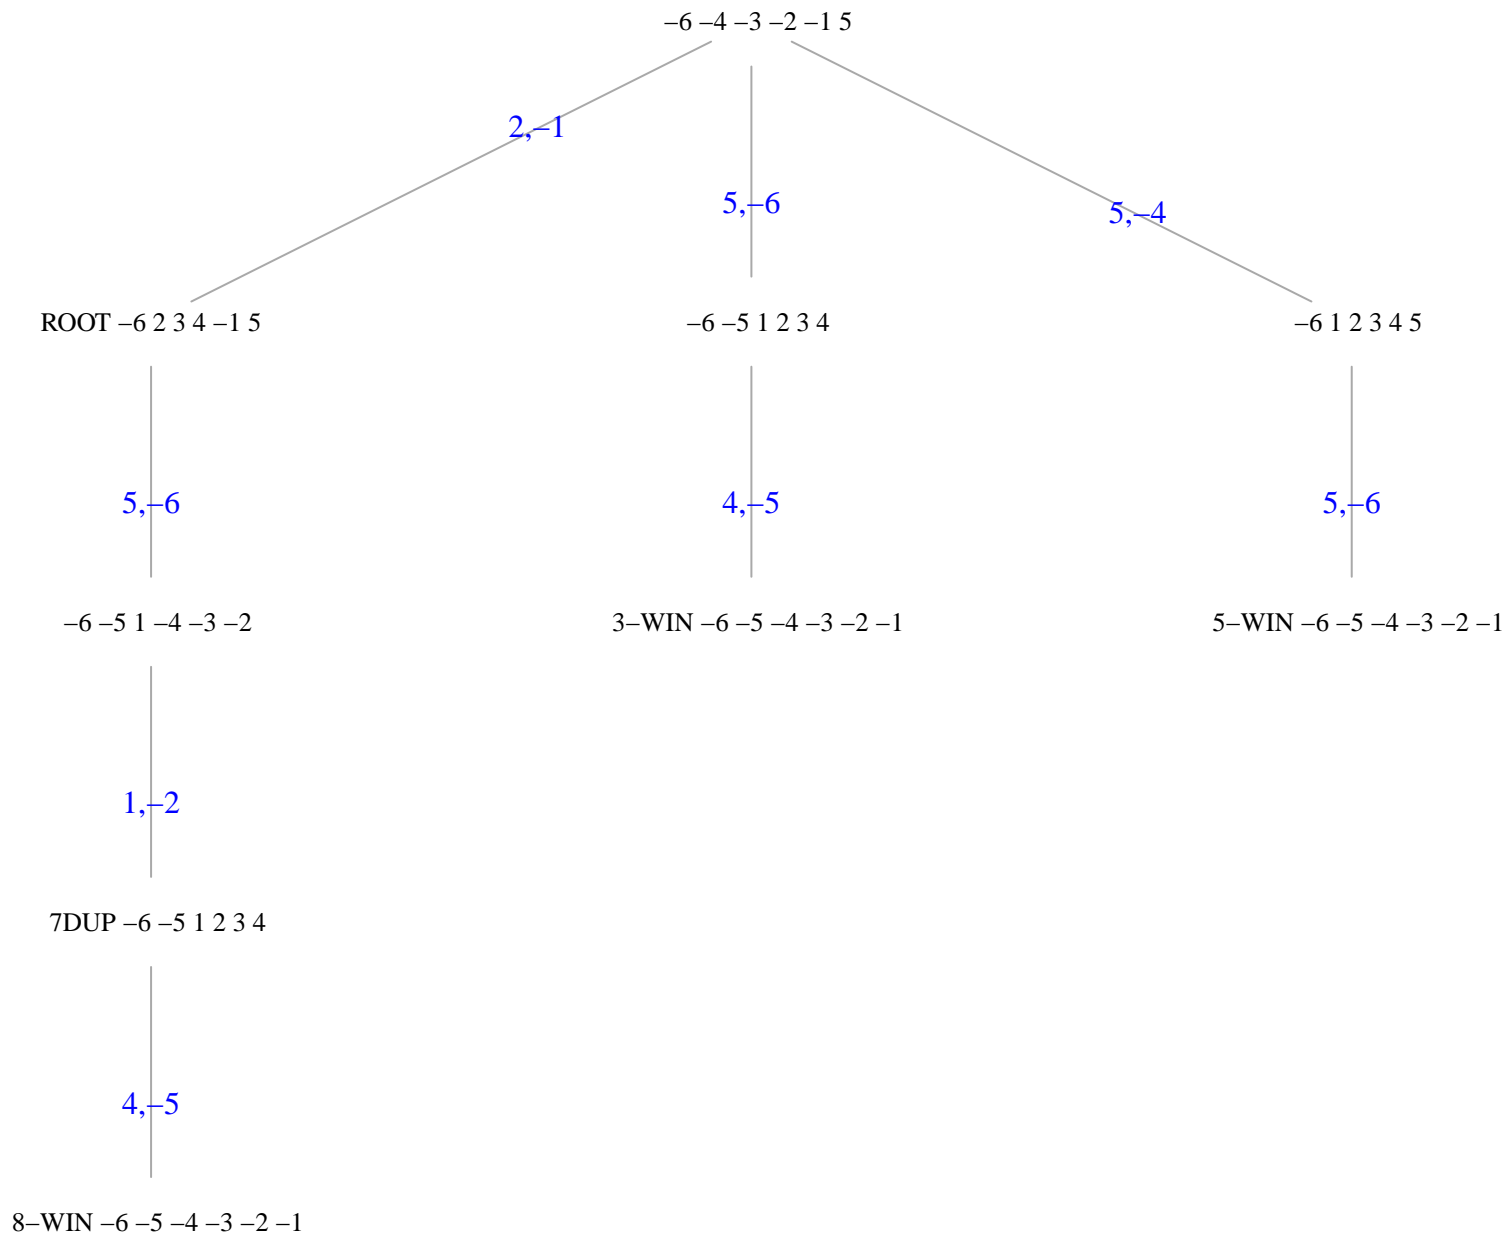 –6 –4 –3 –2 –1 5
2,–1
5,–6
5,–4
ROOT –6 2 3 4 –1 5
–6 –5 1 2 3 4
–6 1 2 3 4 5
5,–6
4,–5
5,–6
–6 –5 1 –4 –3 –2
3–WIN –6 –5 –4 –3 –2 –1
5–WIN –6 –5 –4 –3 –2 –1
1,–2
7DUP –6 –5 1 2 3 4
4,–5
8–WIN –6 –5 –4 –3 –2 –1